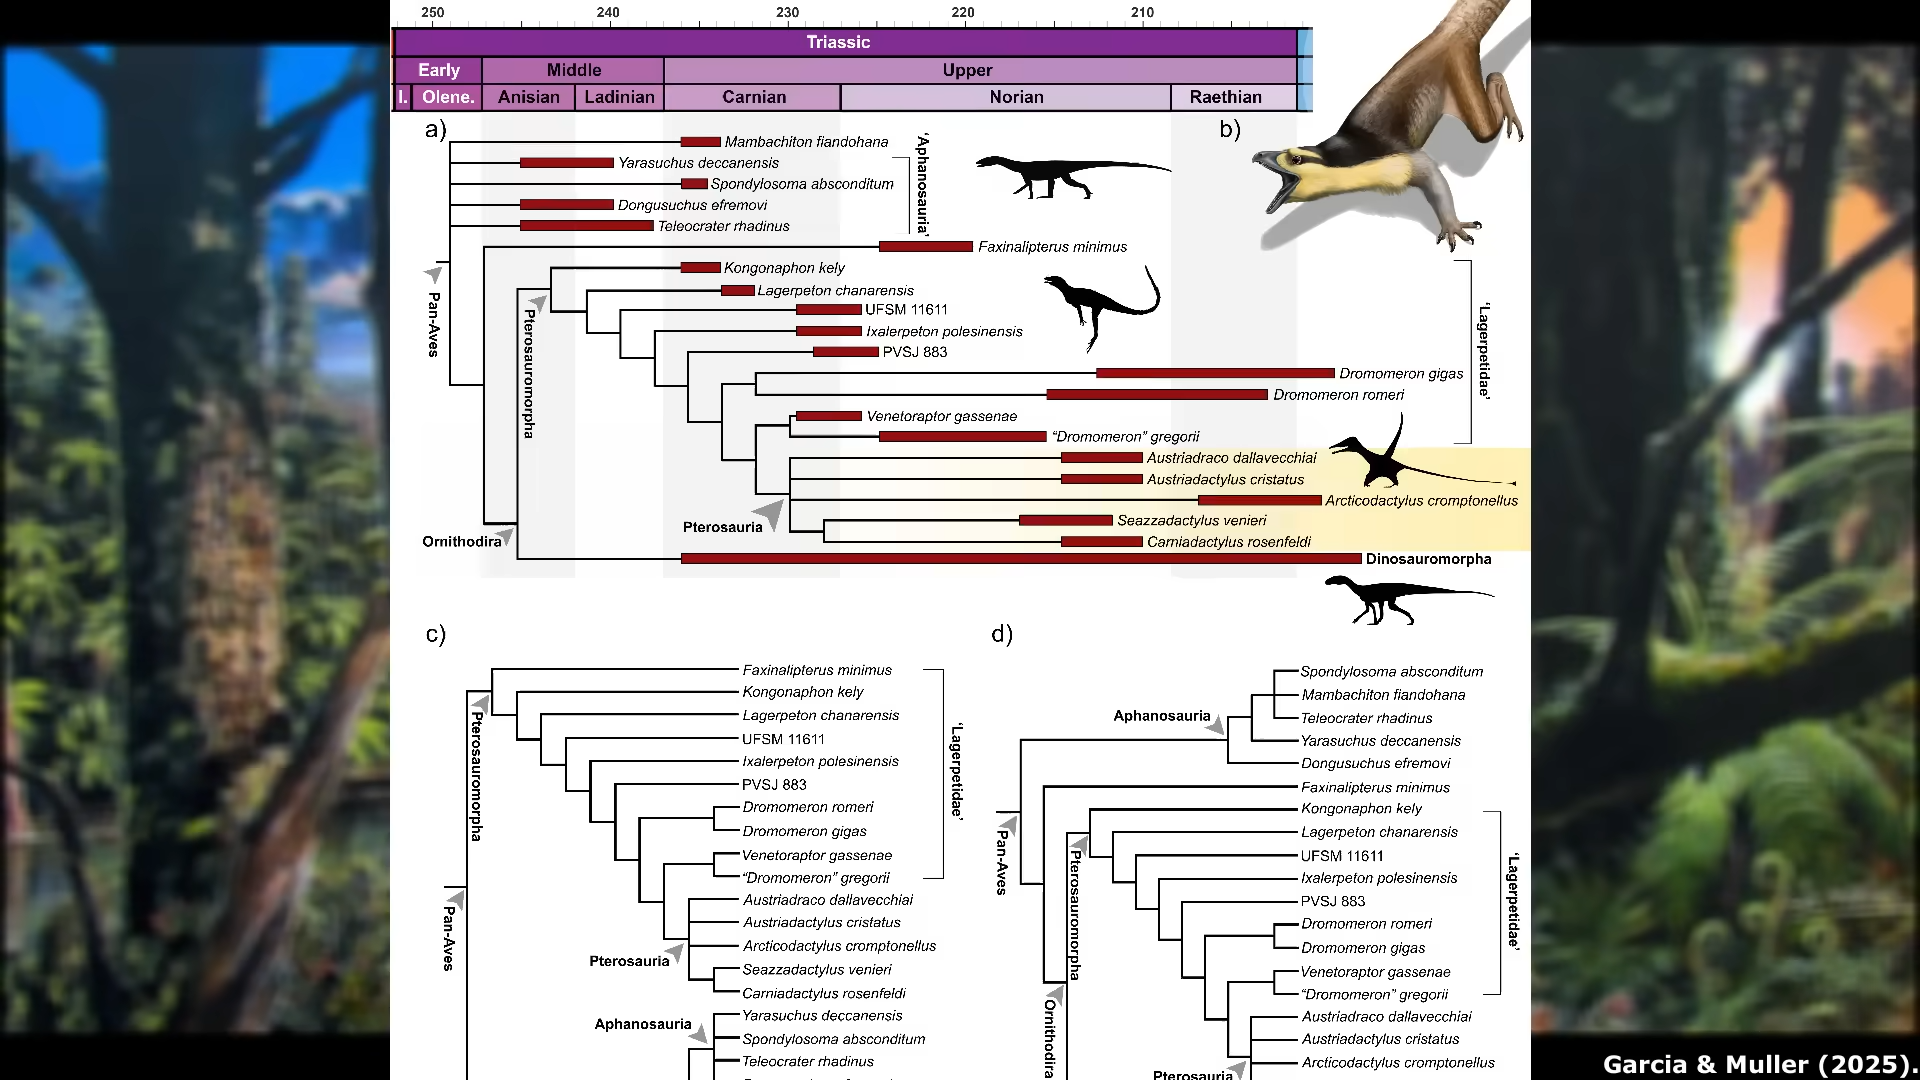 250 240 230 220 210
Triassic
Early Middle Upper
I. Olene. Anisian Ladinian Carnian Norian Raethian
a)
Mambachiton fiandohana
Yarasuchus deccanensis
Spondylosoma absconditum
Dongusuchus efremovi
Teleocrater rhadinus
'Aphanosauria'
Faxinalipterus minimus
Kongonaphon kely
Lagerpeton chanarensis
UFSM 11611
Ixalerpeton polesinensis
PVSJ 883
Dromomeron gigas
Dromomeron romeri
Venetoraptor gassenae
“Dromomeron” gregorii
'Lagerpetidae'
Austriadraco dallavecchiai
Austriadactylus cristatus
Arcticodactylus cromptonellus
Seazzadactylus venieri
Carniadactylus rosenfeldi
Dinosauromorpha
Pan-Aves
Pterosauromorpha
Pterosauria
Ornithodira
b)
c)
Faxinalipterus minimus
Kongonaphon kely
Lagerpeton chanarensis
UFSM 11611
Ixalerpeton polesinensis
PVSJ 883
Dromomeron romeri
Dromomeron gigas
Venetoraptor gassenae
“Dromomeron” gregorii
'Lagerpetidae'
Austriadraco dallavecchiai
Austriadactylus cristatus
Arcticodactylus cromptonellus
Seazzadactylus venieri
Carniadactylus rosenfeldi
Yarasuchus deccanensis
Spondylosoma absconditum
Teleocrater rhadinus
Pterosauromorpha
Pan-Aves
Pterosauria
Aphanosauria
d)
Spondylosoma absconditum
Mambachiton fiandohana
Teleocrater rhadinus
Yarasuchus deccanensis
Dongusuchus efremovi
Faxinalipterus minimus
Kongonaphon kely
Lagerpeton chanarensis
UFSM 11611
Ixalerpeton polesinensis
PVSJ 883
Dromomeron romeri
Dromomeron gigas
Venetoraptor gassenae
“Dromomeron” gregorii
'Lagerpetidae'
Austriadraco dallavecchiai
Austriadactylus cristatus
Arcticodactylus cromptonellus
Aphanosauria
Pan-Aves
Pterosauromorpha
Ornithodira
Pterosauria
Garcia & Muller (2025).